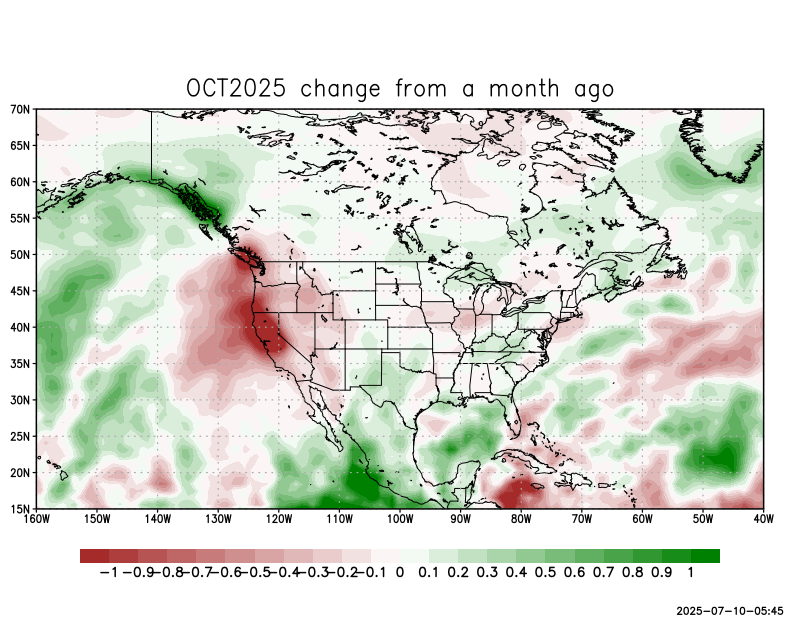 OCT2025 change from a month ago
70N
65N
60N
55N
50N
45N
40N
35N
30N
25N
20N
15N
160W 150W 140W 130W 120W 110W 100W 90W 80W 70W 60W 50W 40W
-1 -0.9 -0.8 -0.7 -0.6 -0.5 -0.4 -0.3 -0.2 -0.1 0 0.1 0.2 0.3 0.4 0.5 0.6 0.7 0.8 0.9 1
2025-07-10-05:45